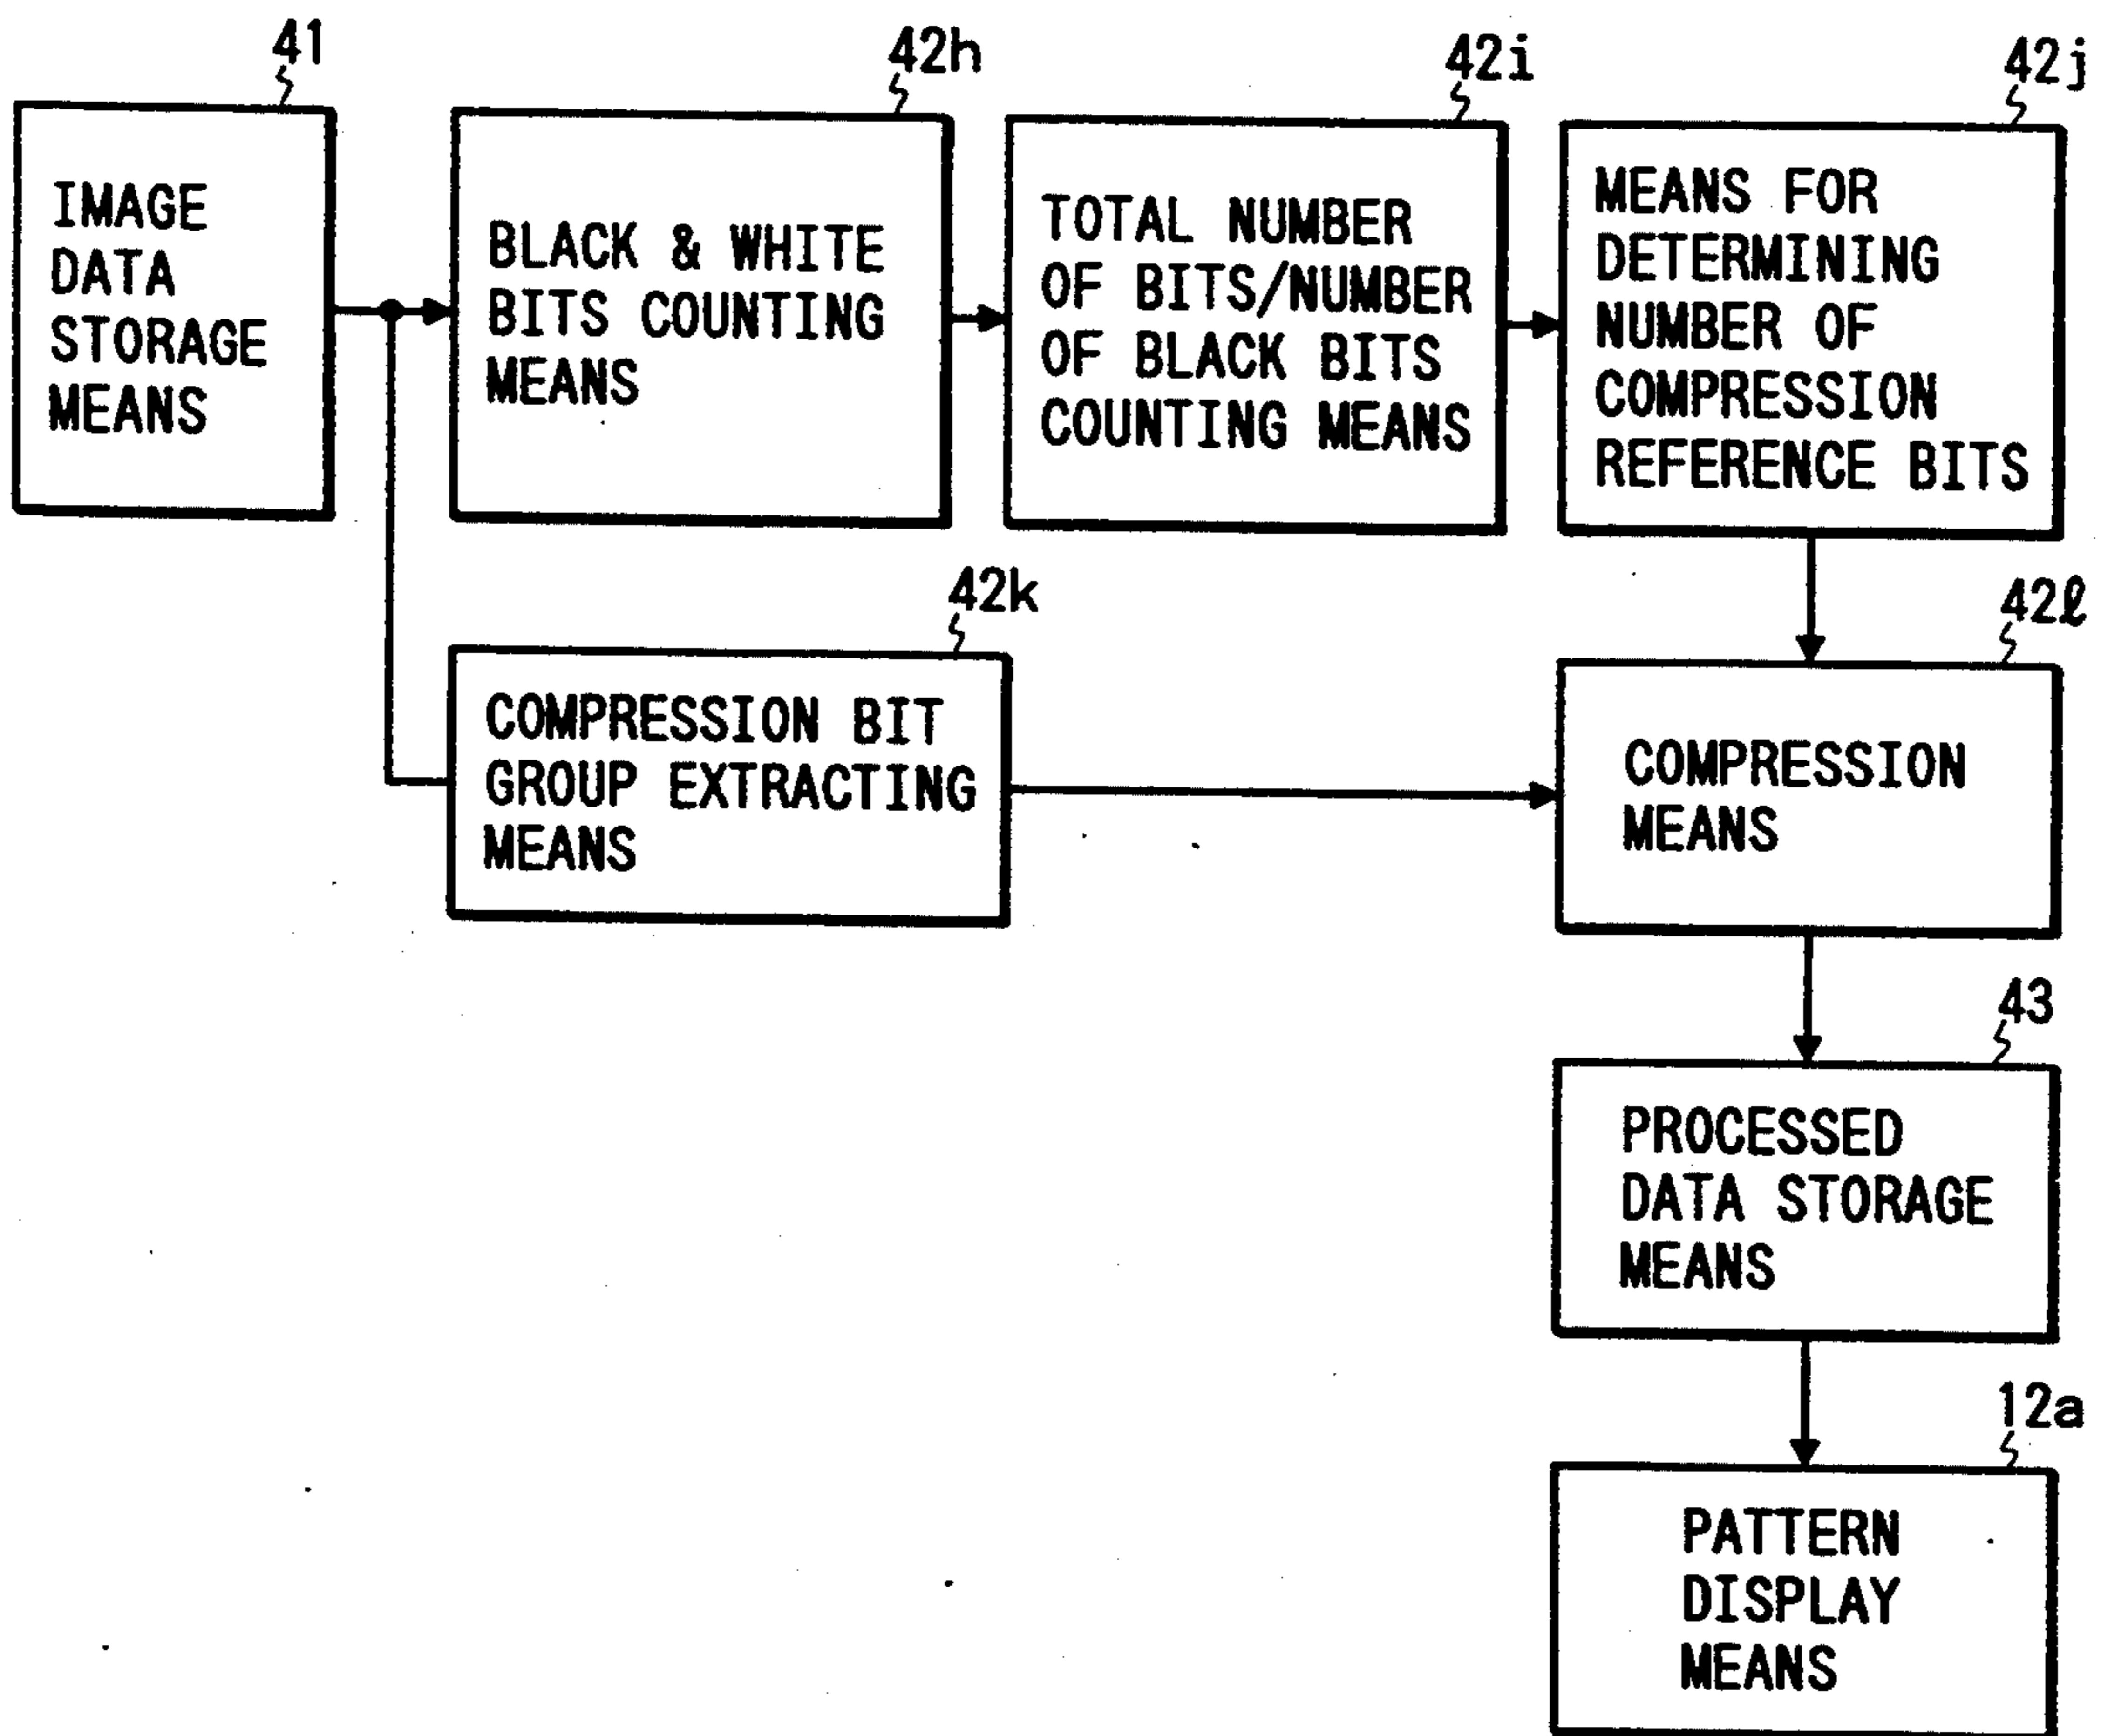 41
IMAGE
DATA
STORAGE
MEANS
42h
BLACK & WHITE
BITS COUNTING
MEANS
42i
TOTAL NUMBER
OF BITS/NUMBER
OF BLACK BITS
COUNTING MEANS
42j
MEANS FOR
DETERMINING
NUMBER OF
COMPRESSION
REFERENCE BITS
42k
COMPRESSION BIT
GROUP EXTRACTING
MEANS
42ℓ
COMPRESSION
MEANS
43
PROCESSED
DATA STORAGE
MEANS
12a
PATTERN
DISPLAY
MEANS